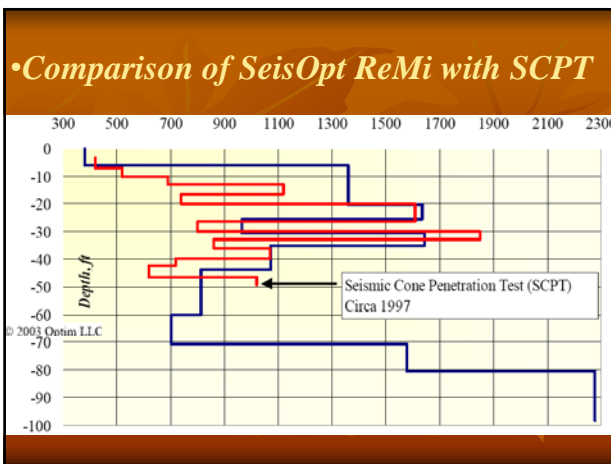 •Comparison of SeisOpt ReMi with SCPT
300 500 700 900 1100 1300 1500 1700 1900 2100 2300
0
-10
-20
-30
-40
-50
-60
-70
-80
-90
-100
Depth, ft
Seismic Cone Penetration Test (SCPT)
Circa 1997
© 2003 Optim LLC